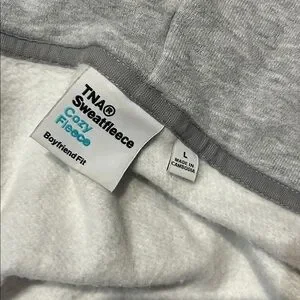 TNA®
Sweatfleece
Cozy
Fleece
Boyfriend Fit
L
MADE IN
CAMBODIA